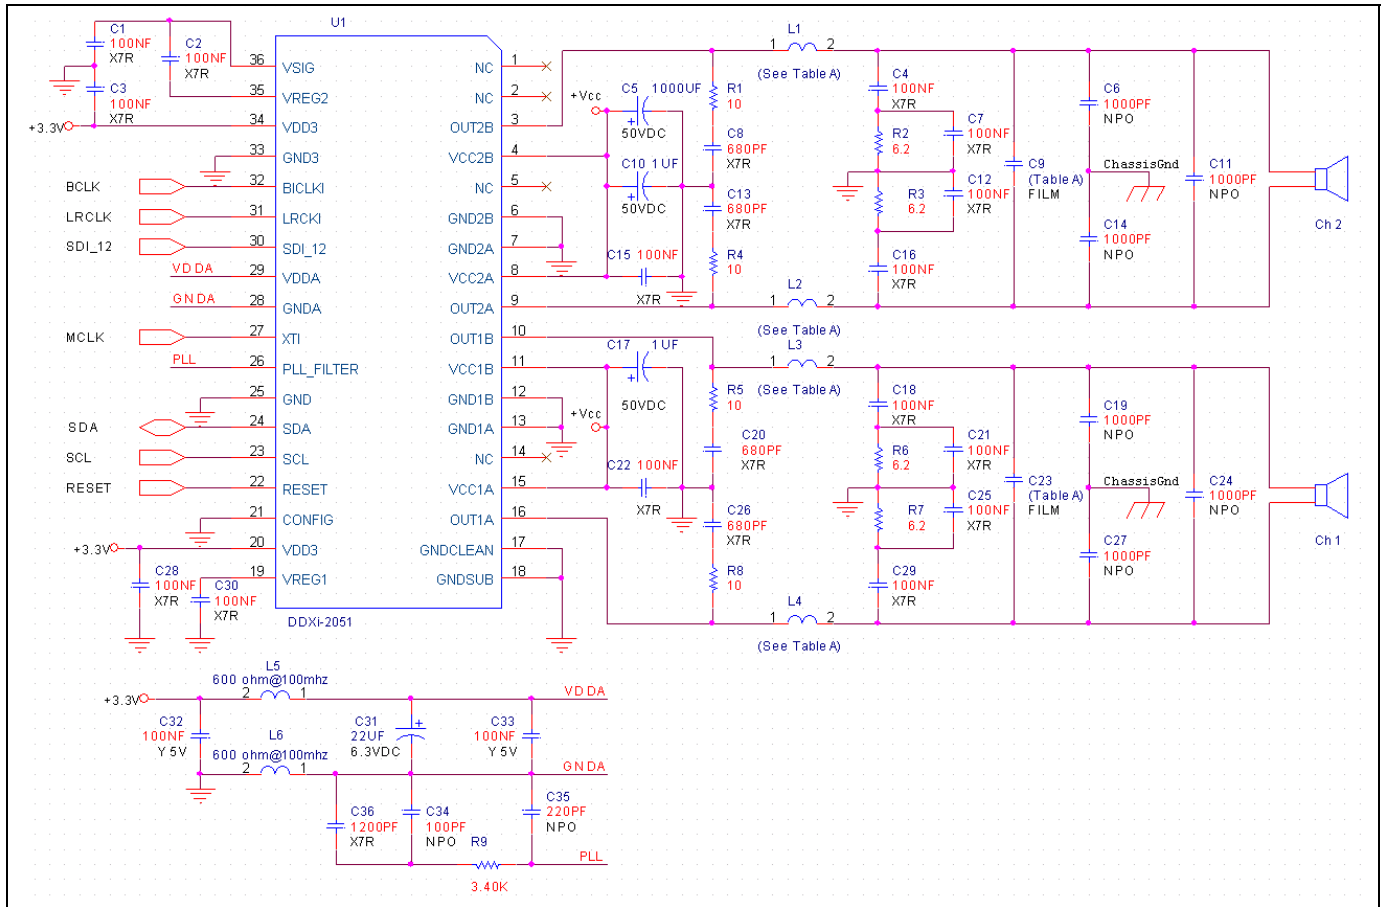 U1
C1
100NF
X7R
C2
100NF
X7R
C3
100NF
X7R
+3.3V
36 VSIG
35 VREG2
34 VDD3
33 GND3
BCLK 32 BICLKI
LRCLK 31 LRCKI
SDI_12 30 SDI_12
VDDA 29 VDDA
GNDA 28 GNDA
MCLK 27 XTI
PLL 26 PLL_FILTER
25 GND
SDA 24 SDA
SCL 23 SCL
RESET 22 RESET
21 CONFIG
+3.3V 20 VDD3
19 VREG1
C28
100NF
X7R
C30
100NF
X7R
DDXi-2051
NC 1
NC 2
OUT2B 3
VCC2B 4
NC 5
GND2B 6
GND2A 7
VCC2A 8
OUT2A 9
OUT1B 10
VCC1B 11
GND1B 12
GND1A 13
NC 14
VCC1A 15
OUT1A 16
GNDCLEAN 17
GNDSUB 18
+Vcc
C5 1000UF
+
50VDC
C10 1UF
+
50VDC
C15 100NF
X7R
R1
10
C8
680PF
X7R
C13
680PF
X7R
R4
10
L1
1 2
(See Table A)
L2
1 2
(See Table A)
C4
100NF
X7R
R2
6.2
R3
6.2
C16
100NF
X7R
C7
100NF
X7R
C12
100NF
X7R
C9
(Table A)
FILM
C6
1000PF
NPO
ChassisGnd
C14
1000PF
NPO
C11
1000PF
NPO
Ch 2
C17 1UF
+
50VDC
+Vcc
C22 100NF
X7R
R5
10
C20
680PF
X7R
C26
680PF
X7R
R8
10
L3
1 2
(See Table A)
L4
1 2
(See Table A)
C18
100NF
X7R
R6
6.2
R7
6.2
C29
100NF
X7R
C21
100NF
X7R
C25
100NF
X7R
C23
(Table A)
FILM
C19
1000PF
NPO
ChassisGnd
C27
1000PF
NPO
C24
1000PF
NPO
Ch 1
L5
600 ohm@100mhz
2 1
+3.3V
VDDA
C32
100NF
Y5V
C31
+
22UF
6.3VDC
C33
100NF
Y5V
L6
600 ohm@100mhz
2 1
GNDA
C36
1200PF
X7R
C34
100PF
NPO
C35
220PF
NPO
R9
3.40K
PLL